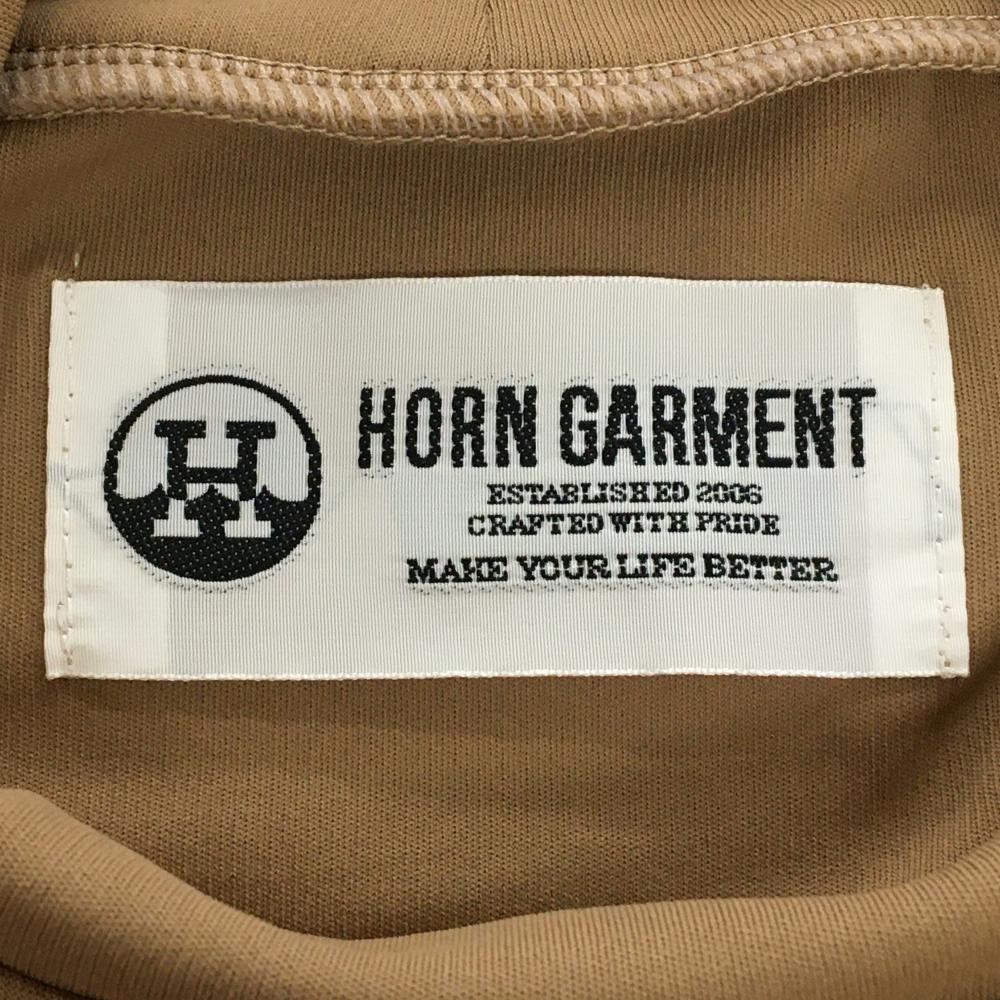 H
HORN GARMENT
ESTABLISHED 2006
CRAFTED WITH PRIDE
MAKE YOUR LIFE BETTER